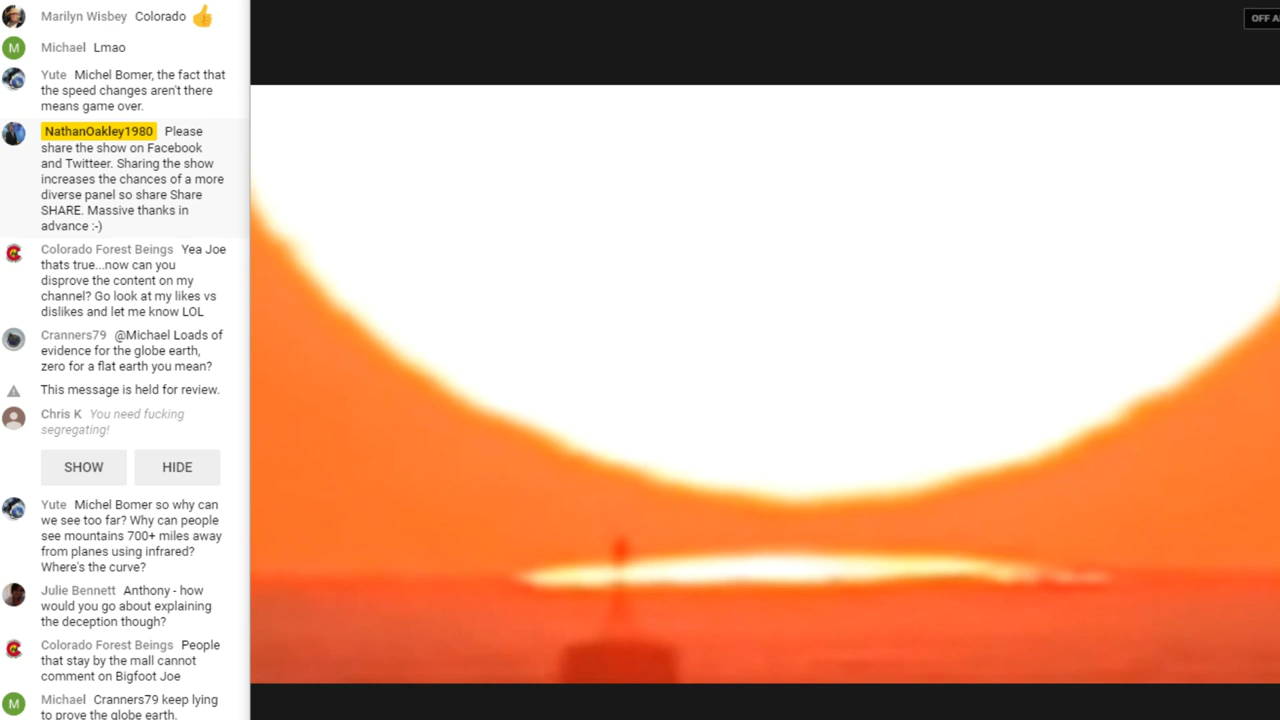 Marilyn Wisbey Colorado 👍
M Michael Lmao
Yute Michel Bomer, the fact that
the speed changes aren't there
means game over.
NathanOakley1980 Please
share the show on Facebook
and Twitteer. Sharing the show
increases the chances of a more
diverse panel so share Share
SHARE. Massive thanks in
advance :-)
Colorado Forest Beings Yea Joe
thats true...now can you
disprove the content on my
channel? Go look at my likes vs
dislikes and let me know LOL
Cranners79 @Michael Loads of
evidence for the globe earth,
zero for a flat earth you mean?
This message is held for review.
Chris K You need fucking
segregating!
SHOW HIDE
Yute Michel Bomer so why can
we see too far? Why can people
see mountains 700+ miles away
from planes using infrared?
Where's the curve?
Julie Bennett Anthony - how
would you go about explaining
the deception though?
Colorado Forest Beings People
that stay by the mall cannot
comment on Bigfoot Joe
M Michael Cranners79 keep lying
to prove the globe earth.
OFF A